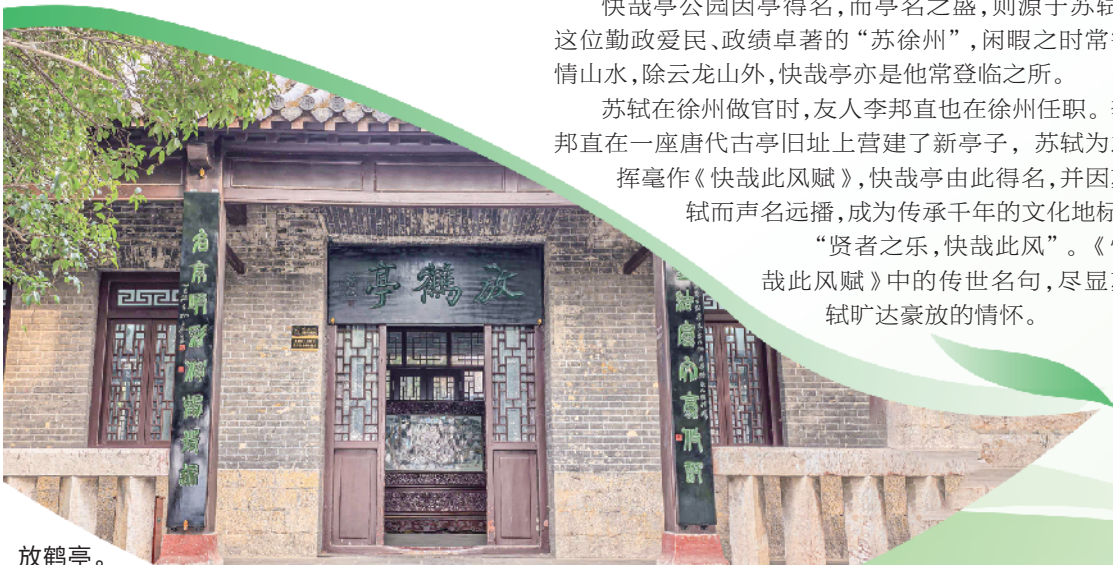 快哉亭公园因亭得名,而亭名之盛,则源于苏轼
这位勤政爱民、政绩卓著的“苏徐州”,闲暇之时常
情山水,除云龙山外,快哉亭亦是他常登临之所。
苏轼在徐州做官时,友人李邦直也在徐州任职。
邦直在一座唐代古亭旧址上营建了新亭子,苏轼为
挥毫作《快哉此风赋》,快哉亭由此得名,并因
轼而声名远播,成为传承千年的文化地标
“贤者之乐,快哉此风”。《
哉此风赋》中的传世名句,尽显
轼旷达豪放的情怀。
放鶴亭
放鹤亭。